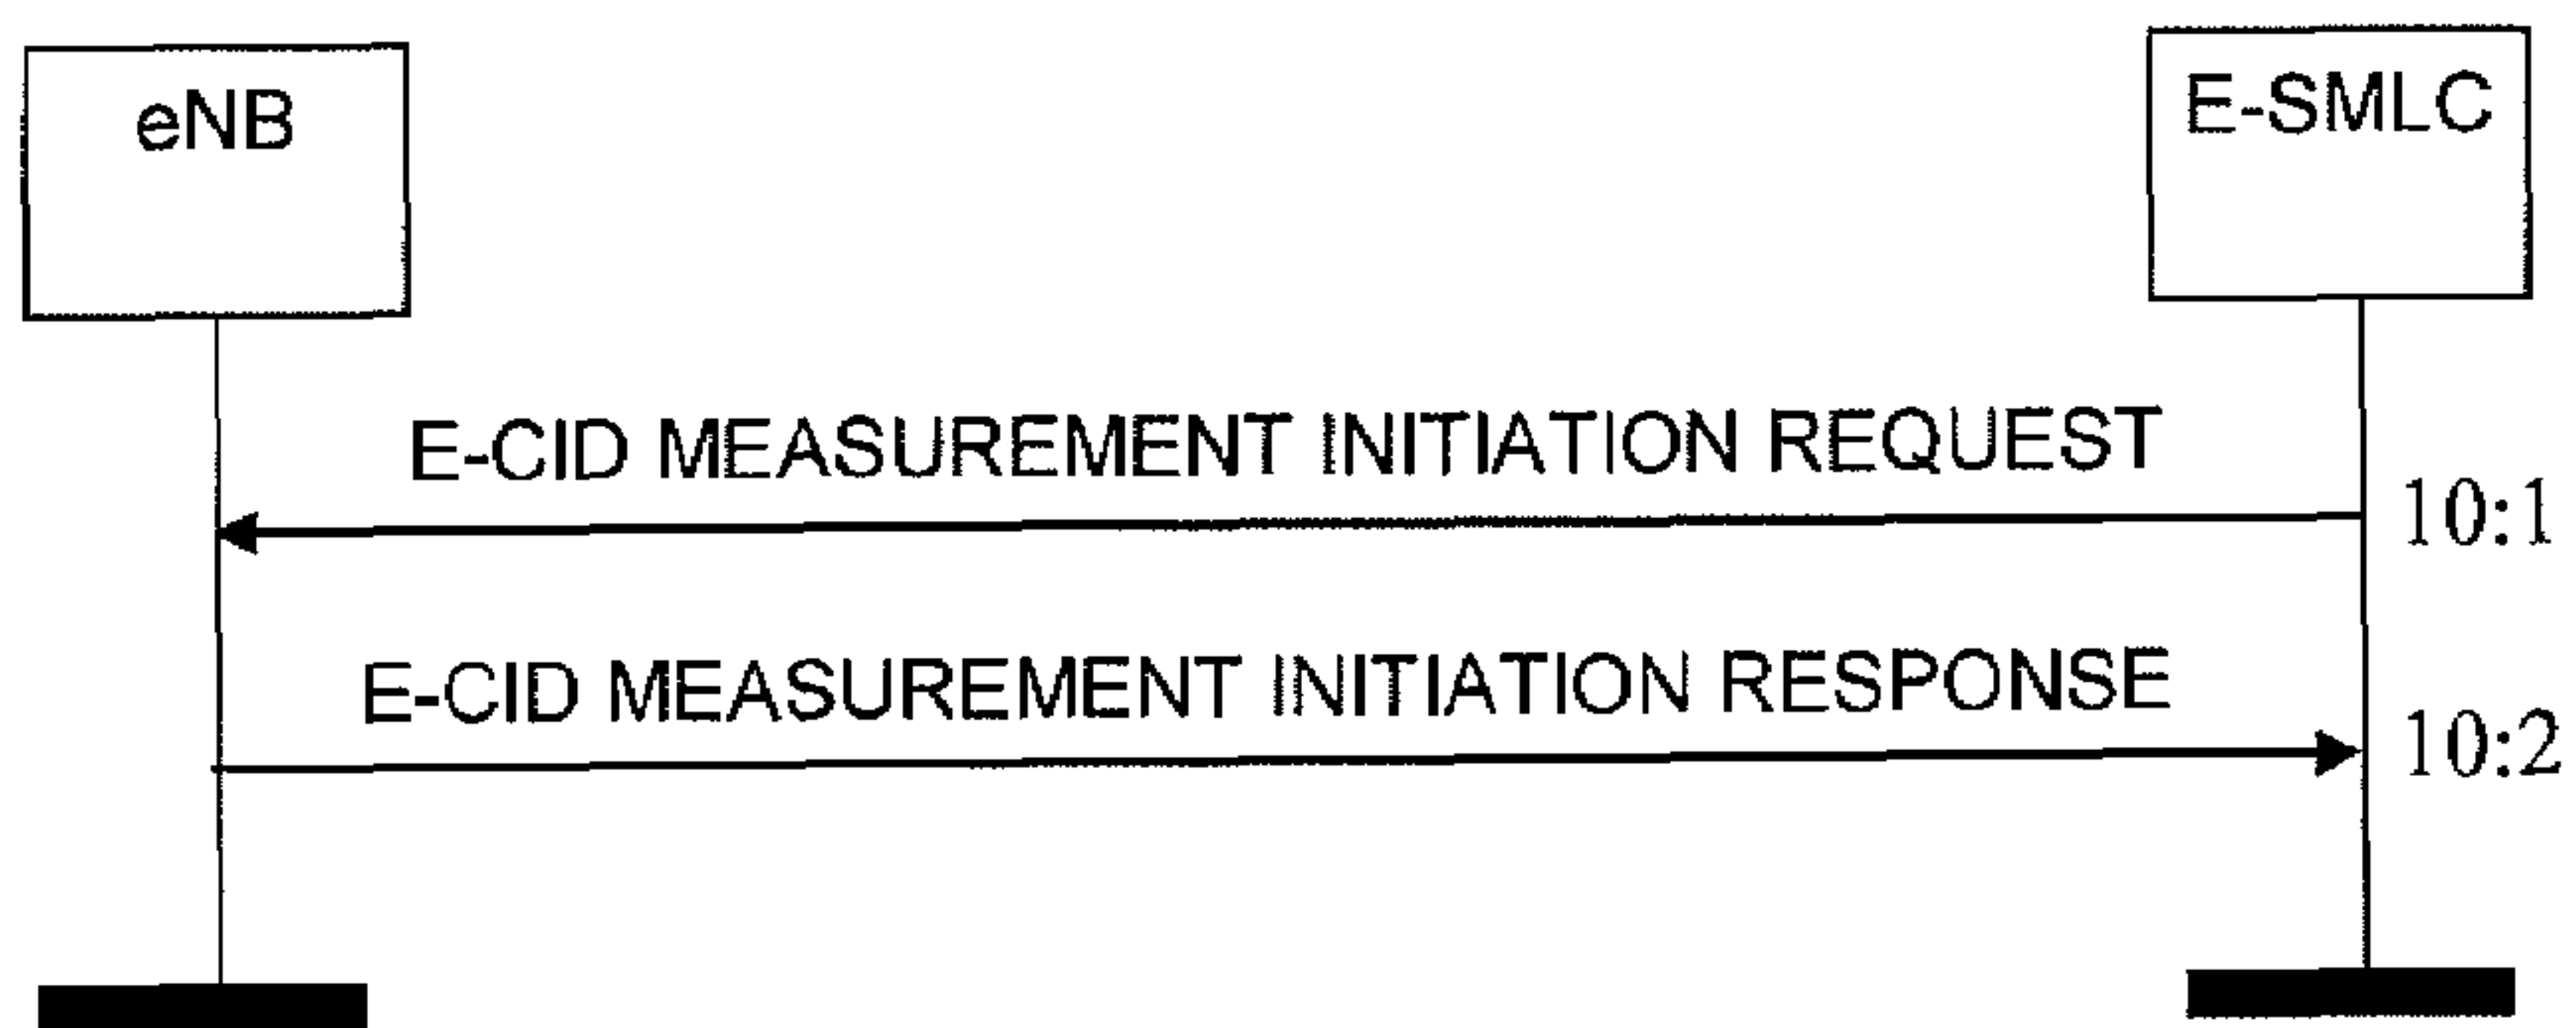 eNB
E-SMLC
E-CID MEASUREMENT INITIATION REQUEST
10:1
E-CID MEASUREMENT INITIATION RESPONSE
10:2